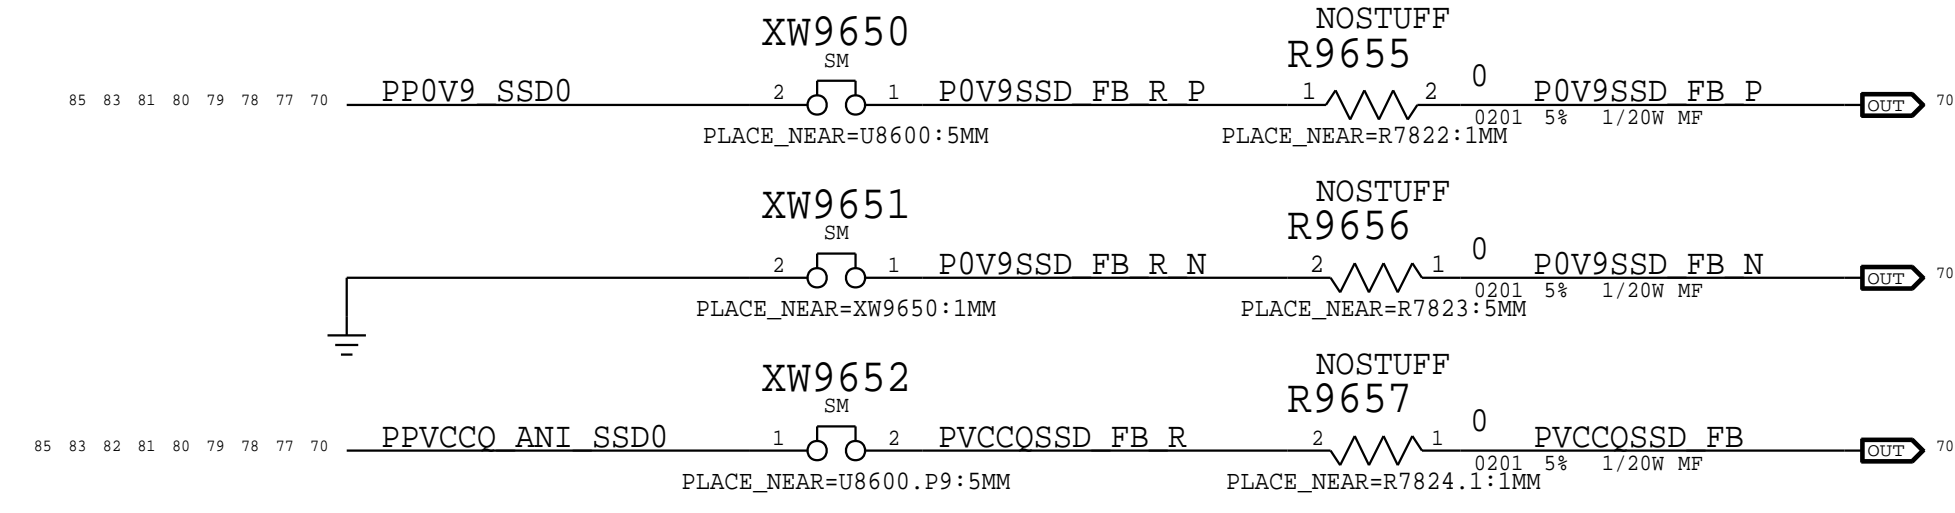 XW9650
SM
NOSTUFF
R9655
85 83 81 80 79 78 77 70 PP0V9_SSD0 2 1 P0V9SSD_FB_R_P 1 2 0 P0V9SSD_FB_P OUT 70
0201 5% 1/20W MF
PLACE_NEAR=U8600:5MM PLACE_NEAR=R7822:1MM
XW9651
SM
NOSTUFF
R9656
2 1 P0V9SSD_FB_R_N 2 1 0 P0V9SSD_FB_N OUT 70
0201 5% 1/20W MF
PLACE_NEAR=XW9650:1MM PLACE_NEAR=R7823:5MM
XW9652
SM
NOSTUFF
R9657
85 83 82 81 80 79 78 77 70 PPVCCQ_ANI_SSD0 1 2 PVCCQSSD_FB_R 2 1 0 PVCCQSSD_FB OUT 70
0201 5% 1/20W MF
PLACE_NEAR=U8600.P9:5MM PLACE_NEAR=R7824.1:1MM